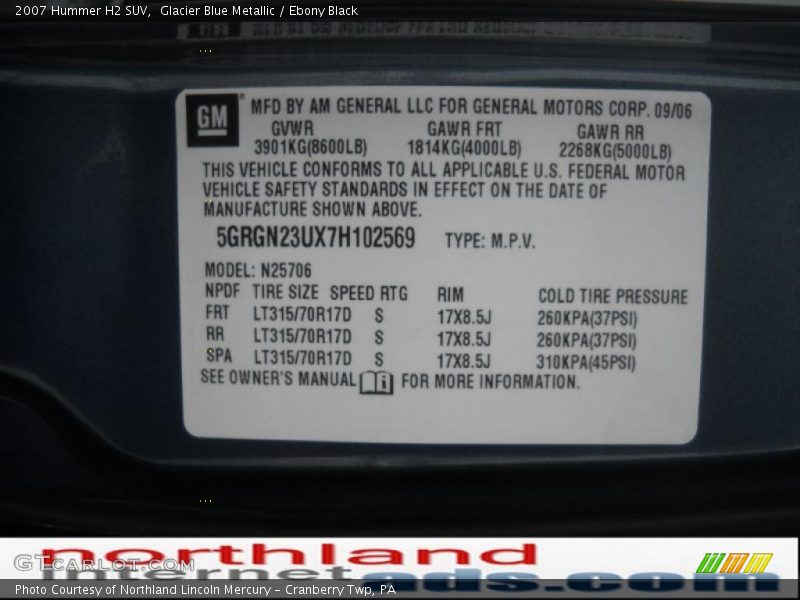 2007 Hummer H2 SUV,  Glacier Blue Metallic / Ebony Black
GM
MFD BY AM GENERAL LLC FOR GENERAL MOTORS CORP. 09/06
GVWR GAWR FRT GAWR RR
3901KG(8600LB) 1814KG(4000LB) 2268KG(5000LB)
THIS VEHICLE CONFORMS TO ALL APPLICABLE U.S. FEDERAL MOTOR
VEHICLE SAFETY STANDARDS IN EFFECT ON THE DATE OF
MANUFACTURE SHOWN ABOVE.
5GRGN23UX7H102569 TYPE: M.P.V.
MODEL: N25706
NPDF TIRE SIZE SPEED RTG RIM COLD TIRE PRESSURE
FRT LT315/70R17D S 17X8.5J 260KPA(37PSI)
RR LT315/70R17D S 17X8.5J 260KPA(37PSI)
SPA LT315/70R17D S 17X8.5J 310KPA(45PSI)
SEE OWNER'S MANUAL FOR MORE INFORMATION.
northland
internetads.com
GTCarLot.com
Photo Courtesy of Northland Lincoln Mercury – Cranberry Twp, PA